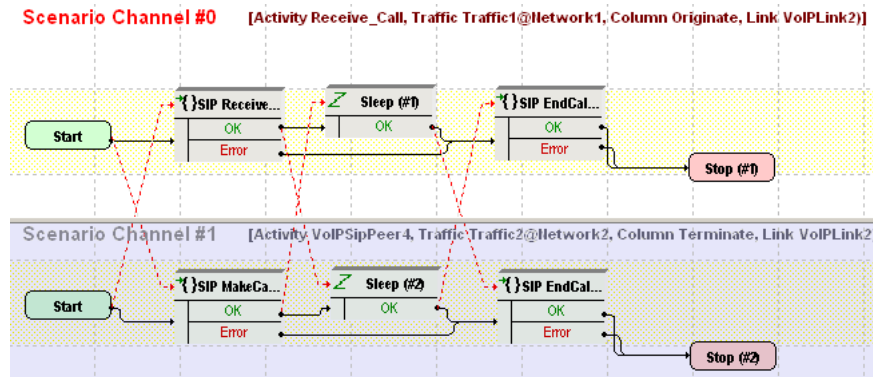 Scenario Channel #0 [Activity Receive_Call, Traffic Traffic1@Network1, Column Originate, Link VoIPLink2)]
{}SIP Receive... Sleep (#1) {}SIP EndCal...
OK OK OK
Start Error Error
Stop (#1)
Scenario Channel #1 [Activity VoIPSipPeer4, Traffic Traffic2@Network2, Column Terminate, Link VoIPLink2
{}SIP MakeCa... Sleep (#2) {}SIP EndCal...
OK OK OK
Start Error Error
Stop (#2)